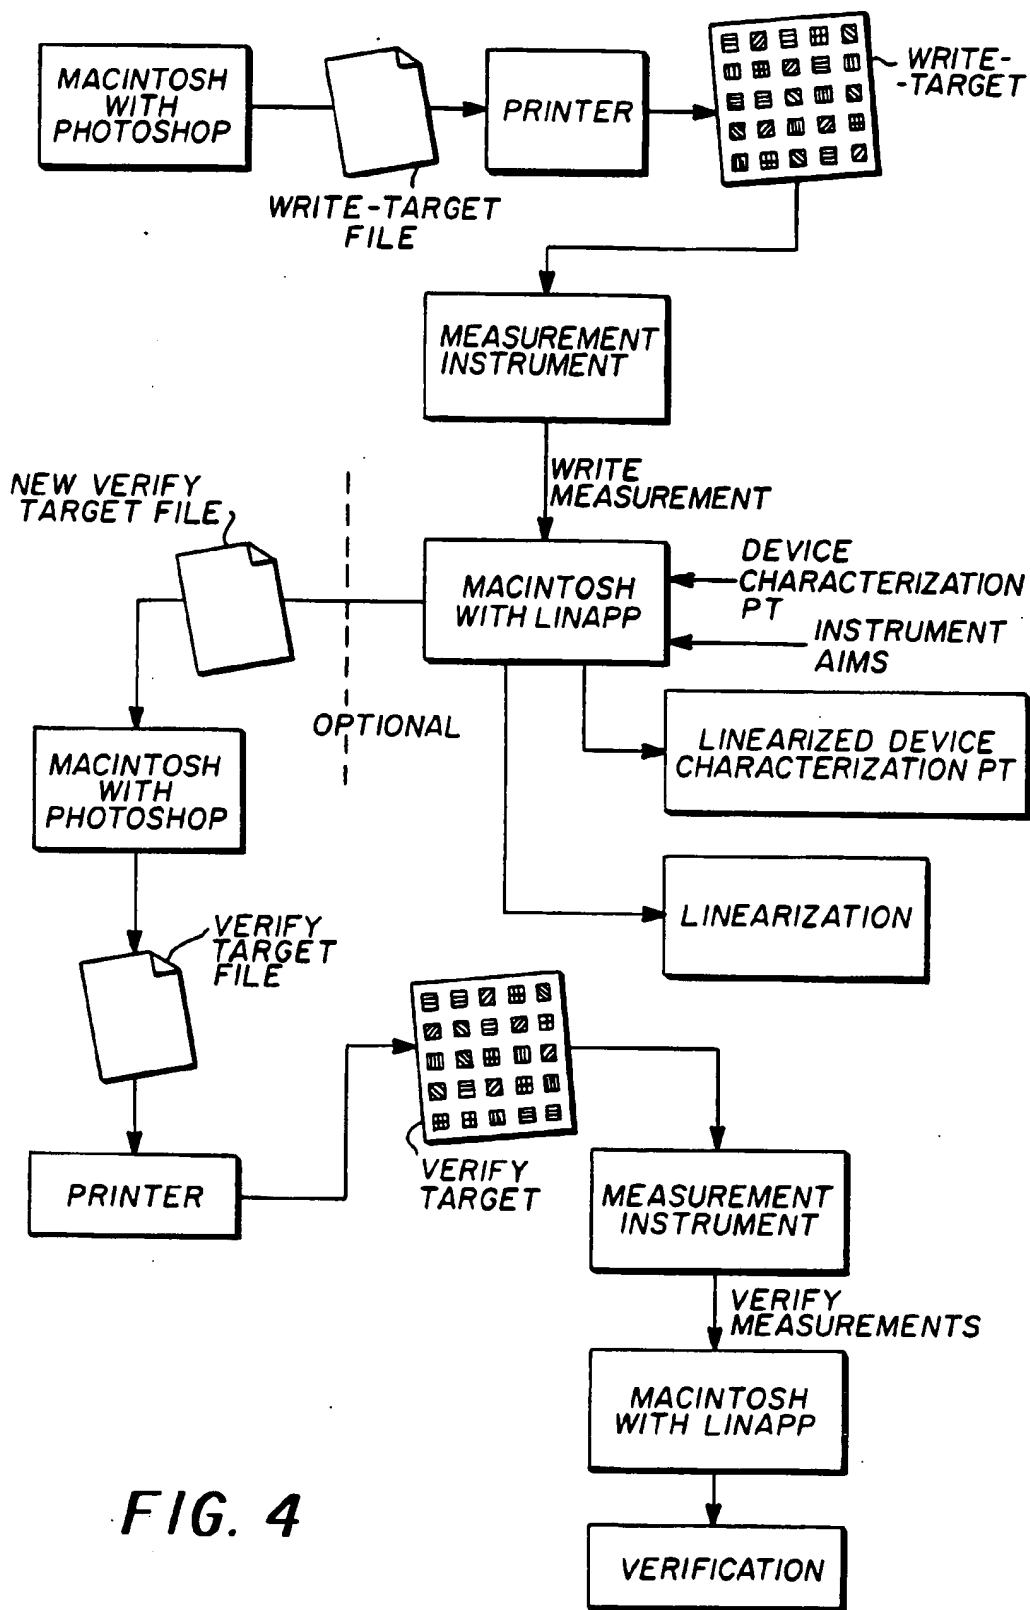 MACINTOSH
WITH
PHOTOSHOP
WRITE-TARGET
FILE
PRINTER
WRITE-
-TARGET
MEASUREMENT
INSTRUMENT
WRITE
MEASUREMENT
NEW VERIFY
TARGET FILE
MACINTOSH
WITH LINAPP
DEVICE
CHARACTERIZATION
PT
INSTRUMENT
AIMS
OPTIONAL
LINEARIZED DEVICE
CHARACTERIZATION PT
MACINTOSH
WITH
PHOTOSHOP
LINEARIZATION
VERIFY
TARGET
FILE
PRINTER
VERIFY
TARGET
MEASUREMENT
INSTRUMENT
VERIFY
MEASUREMENTS
MACINTOSH
WITH LINAPP
VERIFICATION
FIG. 4